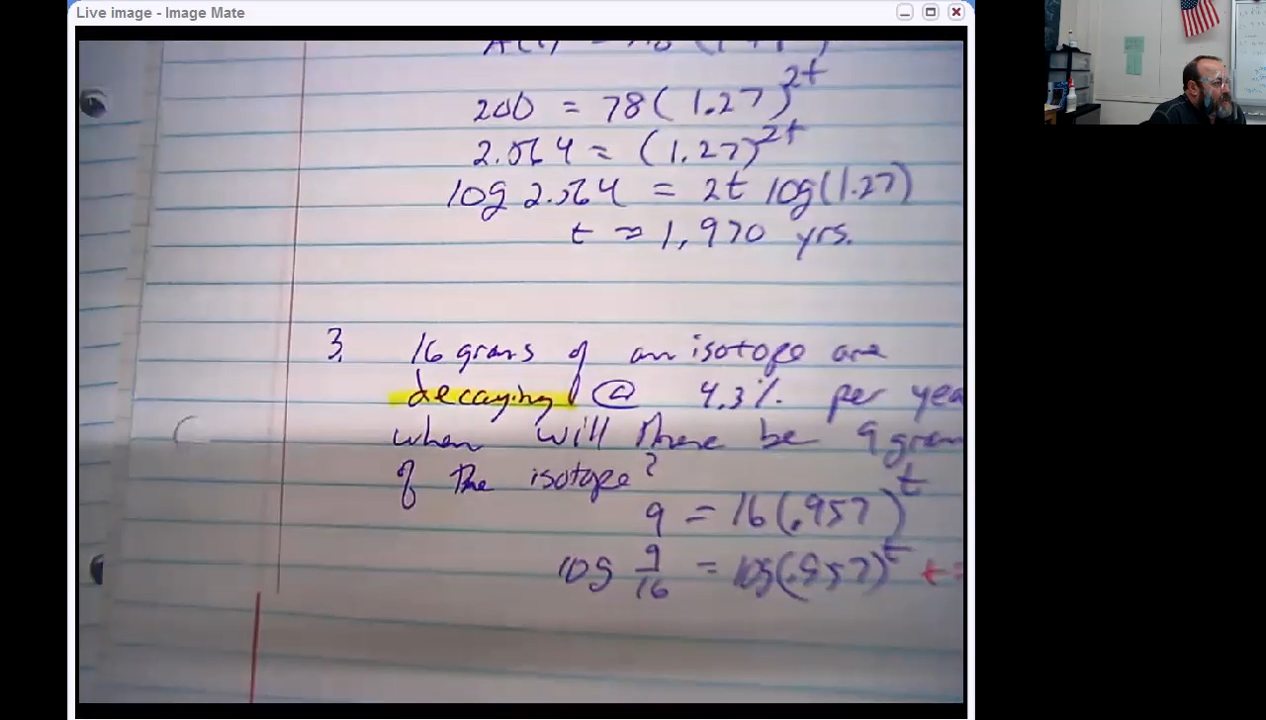 Live image - Image Mate
200 = 78(1.27)^2t
2.564 = (1.27)^2t
log 2.564 = 2t log(1.27)
t ≈ 1,970 yrs.
3. 16 grams of an isotope are
decaying @ 4.3% per yea
when will there be 9 gram
of the isotope?
9 = 16(.957)^t
log 9/16 = log(.957)^t t=